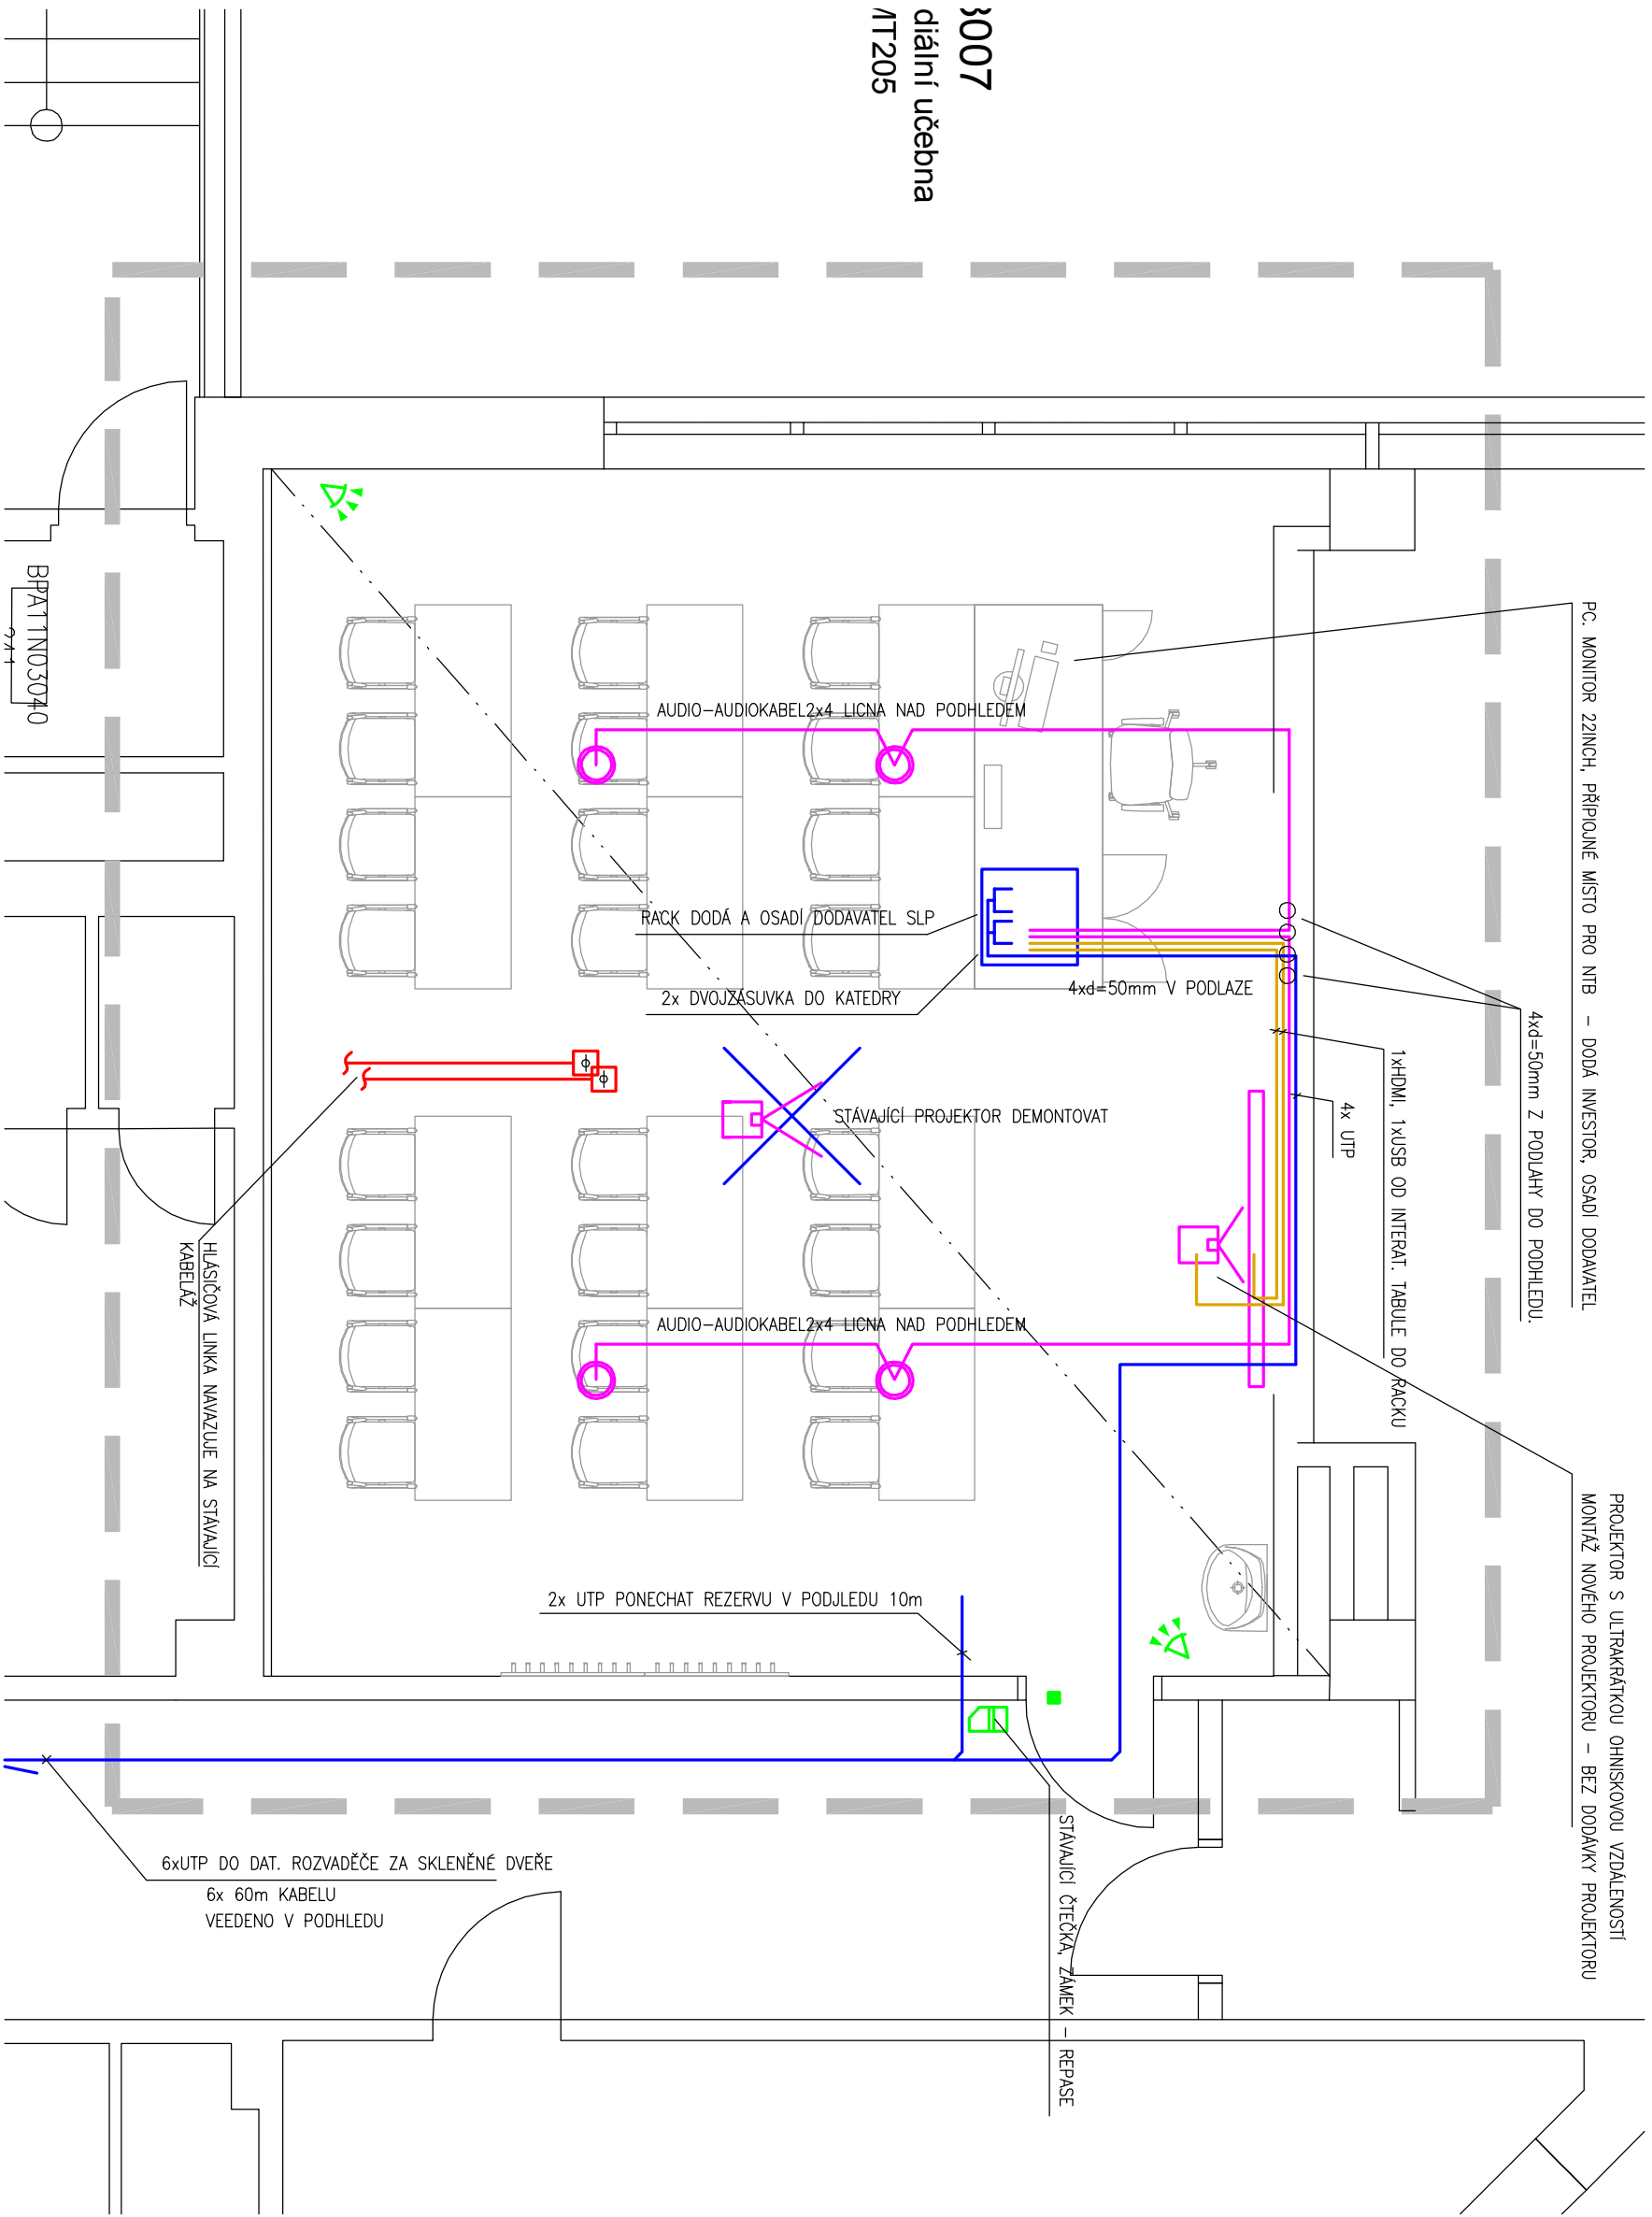 3007
diální učebna
MT205
PC. MONITOR 22INCH, PŘÍPIOJNÉ MÍSTO PRO NTB - DODÁ INVESTOR, OSADÍ DODAVATEL
4xd=50mm Z PODLAHY DO PODHLEDU.
1xHDMI, 1xUSB OD INTERAT. TABULE DO RACKU
4x UTP
PROJEKTOR S ULTRAKRÁTKOU OHNISKOVOU VZDÁLENOSTÍ
MONTÁŽ NOVÉHO PROJEKTORU - BEZ DODÁVKY PROJEKTORU
BPA11N03040
241
AUDIO-AUDIOKABEL2x4 LICNA NAD PODHLEDEM
RACK DODÁ A OSADÍ DODAVATEL SLP
2x DVOJZÁSUVKA DO KATEDRY
4xd=50mm V PODLAZE
STÁVAJÍCÍ PROJEKTOR DEMONTOVAT
HLÁSIČOVÁ LINKA NAVAZUJE NA STÁVAJÍCÍ
KABELÁŽ
AUDIO-AUDIOKABEL2x4 LICNA NAD PODHLEDEM
2x UTP PONECHAT REZERVU V PODJLEDU 10m
STÁVAJÍCÍ ČTEČKA, ZÁMEK - REPASE
6xUTP DO DAT. ROZVADĚČE ZA SKLENĚNÉ DVEŘE
6x 60m KABELU
VEEDENO V PODHLEDU